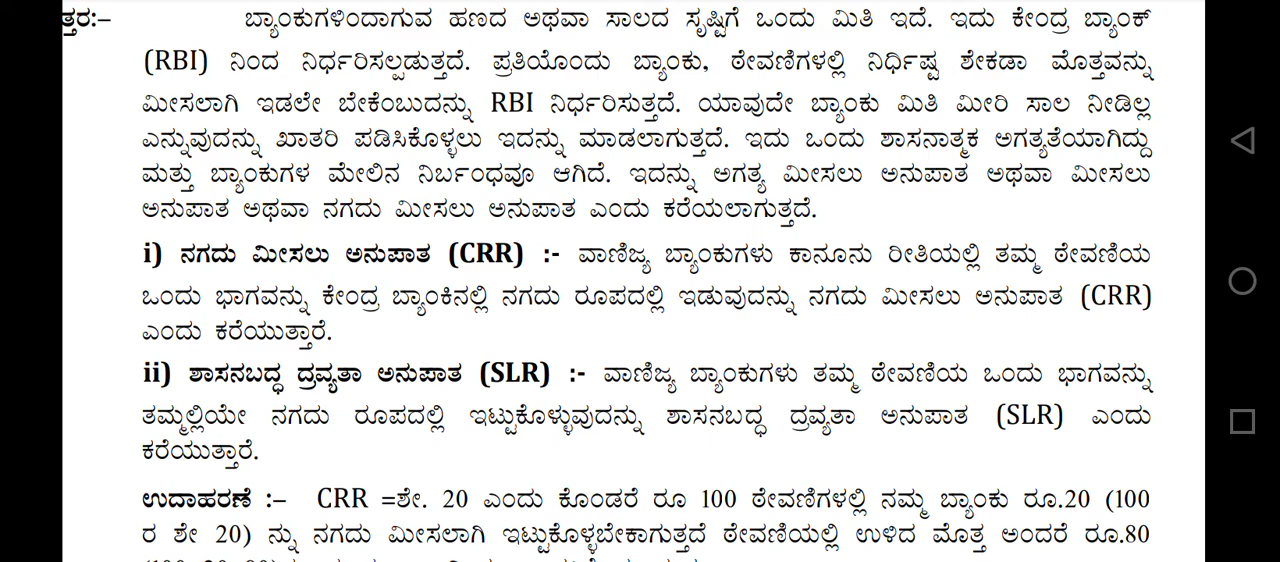 ತ್ತರ:– ಬ್ಯಾಂಕುಗಳಿಂದಾಗುವ ಹಣದ ಅಥವಾ ಸಾಲದ ಸೃಷ್ಟಿಗೆ ಒಂದು ಮಿತಿ ಇದೆ. ಇದು ಕೇಂದ್ರ ಬ್ಯಾಂಕ್
(RBI) ನಿಂದ ನಿರ್ಧರಿಸಲ್ಪಡುತ್ತದೆ. ಪ್ರತಿಯೊಂದು ಬ್ಯಾಂಕು, ಠೇವಣಿಗಳಲ್ಲಿ ನಿರ್ಧಿಷ್ಟ ಶೇಕಡಾ ಮೊತ್ತವನ್ನು
ಮೀಸಲಾಗಿ ಇಡಲೇ ಬೇಕೆಂಬುದನ್ನು RBI ನಿರ್ಧರಿಸುತ್ತದೆ. ಯಾವುದೇ ಬ್ಯಾಂಕು ಮಿತಿ ಮೀರಿ ಸಾಲ ನೀಡಿಲ್ಲ
ಎನ್ನುವುದನ್ನು ಖಾತರಿ ಪಡಿಸಿಕೊಳ್ಳಲು ಇದನ್ನು ಮಾಡಲಾಗುತ್ತದೆ. ಇದು ಒಂದು ಶಾಸನಾತ್ಮಕ ಅಗತ್ಯತೆಯಾಗಿದ್ದು
ಮತ್ತು ಬ್ಯಾಂಕುಗಳ ಮೇಲಿನ ನಿರ್ಬಂಧವೂ ಆಗಿದೆ. ಇದನ್ನು ಅಗತ್ಯ ಮೀಸಲು ಅನುಪಾತ ಅಥವಾ ಮೀಸಲು
ಅನುಪಾತ ಅಥವಾ ನಗದು ಮೀಸಲು ಅನುಪಾತ ಎಂದು ಕರೆಯಲಾಗುತ್ತದೆ.
i) ನಗದು ಮೀಸಲು ಅನುಪಾತ (CRR) :- ವಾಣಿಜ್ಯ ಬ್ಯಾಂಕುಗಳು ಕಾನೂನು ರೀತಿಯಲ್ಲಿ ತಮ್ಮ ಠೇವಣಿಯ
ಒಂದು ಭಾಗವನ್ನು ಕೇಂದ್ರ ಬ್ಯಾಂಕಿನಲ್ಲಿ ನಗದು ರೂಪದಲ್ಲಿ ಇಡುವುದನ್ನು ನಗದು ಮೀಸಲು ಅನುಪಾತ (CRR)
ಎಂದು ಕರೆಯುತ್ತಾರೆ.
ii) ಶಾಸನಬದ್ಧ ದ್ರವ್ಯತಾ ಅನುಪಾತ (SLR) :- ವಾಣಿಜ್ಯ ಬ್ಯಾಂಕುಗಳು ತಮ್ಮ ಠೇವಣಿಯ ಒಂದು ಭಾಗವನ್ನು
ತಮ್ಮಲ್ಲಿಯೇ ನಗದು ರೂಪದಲ್ಲಿ ಇಟ್ಟುಕೊಳ್ಳುವುದನ್ನು ಶಾಸನಬದ್ಧ ದ್ರವ್ಯತಾ ಅನುಪಾತ (SLR) ಎಂದು
ಕರೆಯುತ್ತಾರೆ.
ಉದಾಹರಣೆ :– CRR =ಶೇ. 20 ಎಂದು ಕೊಂಡರೆ ರೂ 100 ಠೇವಣಿಗಳಲ್ಲಿ ನಮ್ಮ ಬ್ಯಾಂಕು ರೂ.20 (100
ರ ಶೇ 20) ನ್ನು ನಗದು ಮೀಸಲಾಗಿ ಇಟ್ಟುಕೊಳ್ಳಬೇಕಾಗುತ್ತದೆ ಠೇವಣಿಯಲ್ಲಿ ಉಳಿದ ಮೊತ್ತ ಅಂದರೆ ರೂ.80